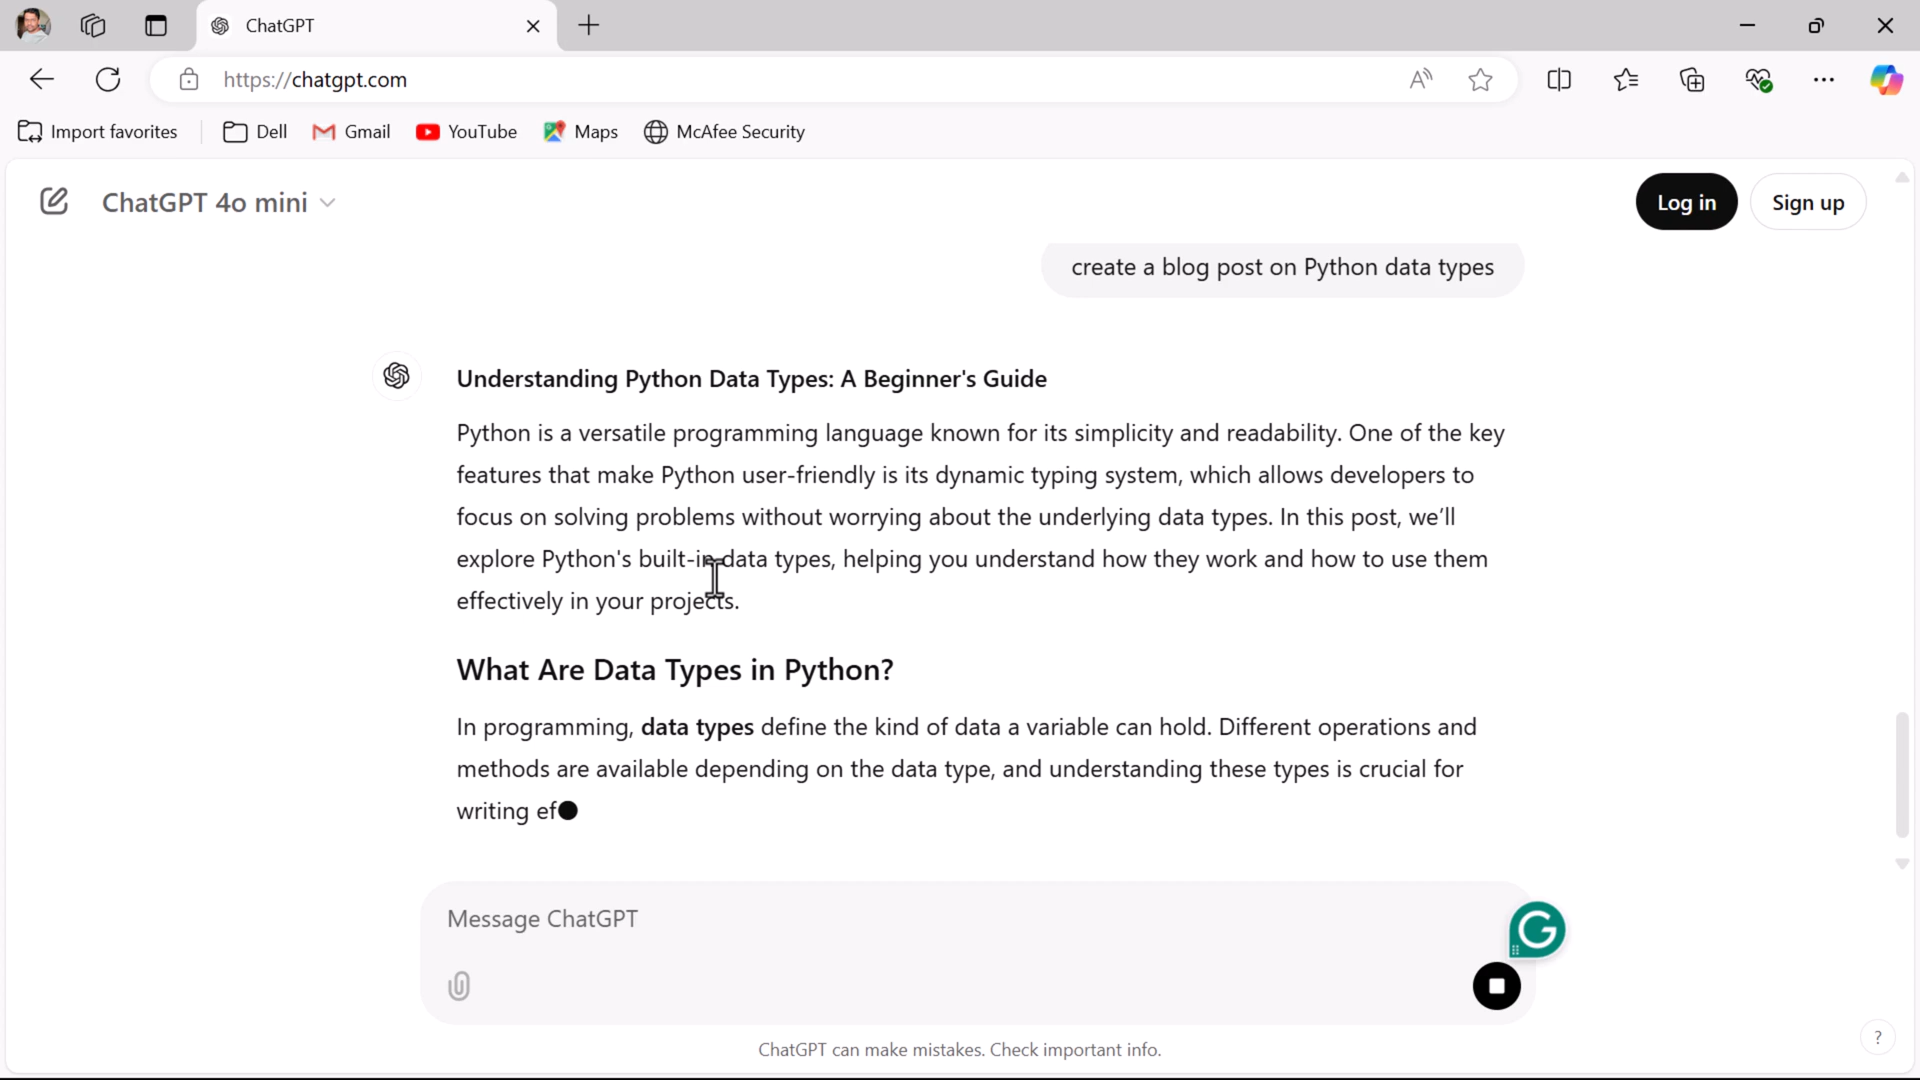 ChatGPT
https://chatgpt.com
Import favorites
Dell
Gmail
YouTube
Maps
McAfee Security
ChatGPT 4o mini
Log in
Sign up
create a blog post on Python data types
Understanding Python Data Types: A Beginner's Guide
Python is a versatile programming language known for its simplicity and readability. One of the key
features that make Python user-friendly is its dynamic typing system, which allows developers to
focus on solving problems without worrying about the underlying data types. In this post, we’ll
explore Python's built-in data types, helping you understand how they work and how to use them
effectively in your projects.
What Are Data Types in Python?
In programming, data types define the kind of data a variable can hold. Different operations and
methods are available depending on the data type, and understanding these types is crucial for
writing ef
Message ChatGPT
ChatGPT can make mistakes. Check important info.
?